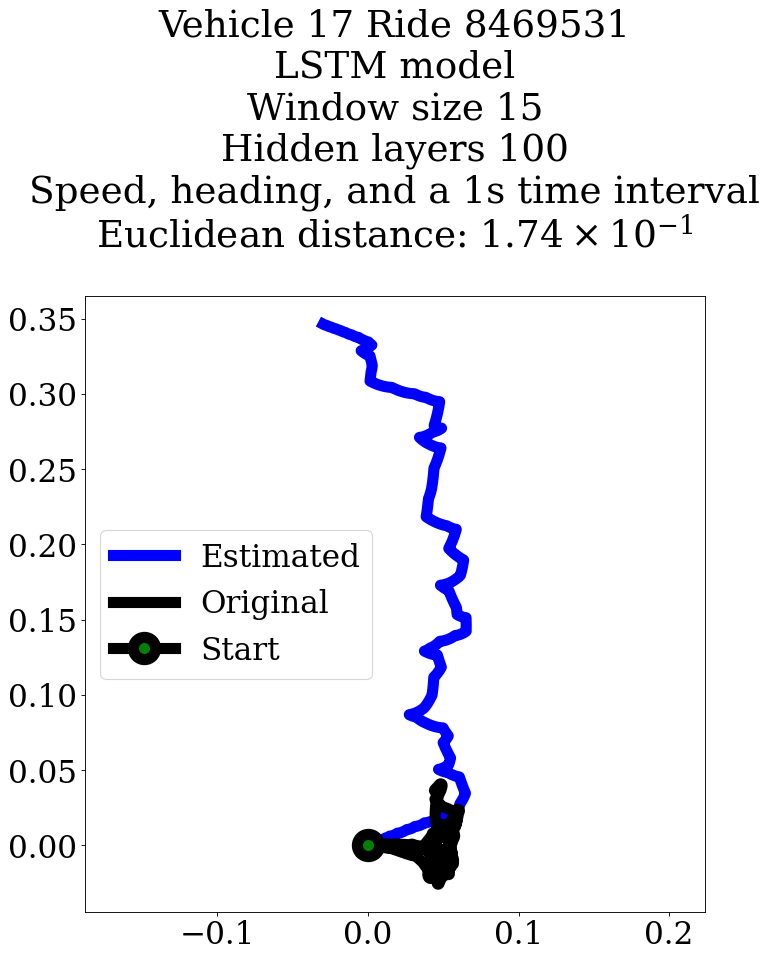 Vehicle 17 Ride 8469531
LSTM model
Window size 15
Hidden layers 100
Speed, heading, and a 1s time interval
Euclidean distance: 1.74 × 10⁻¹
0.35
0.30
0.25
0.20
0.15
0.10
0.05
0.00
Estimated
Original
Start
−0.1 0.0 0.1 0.2